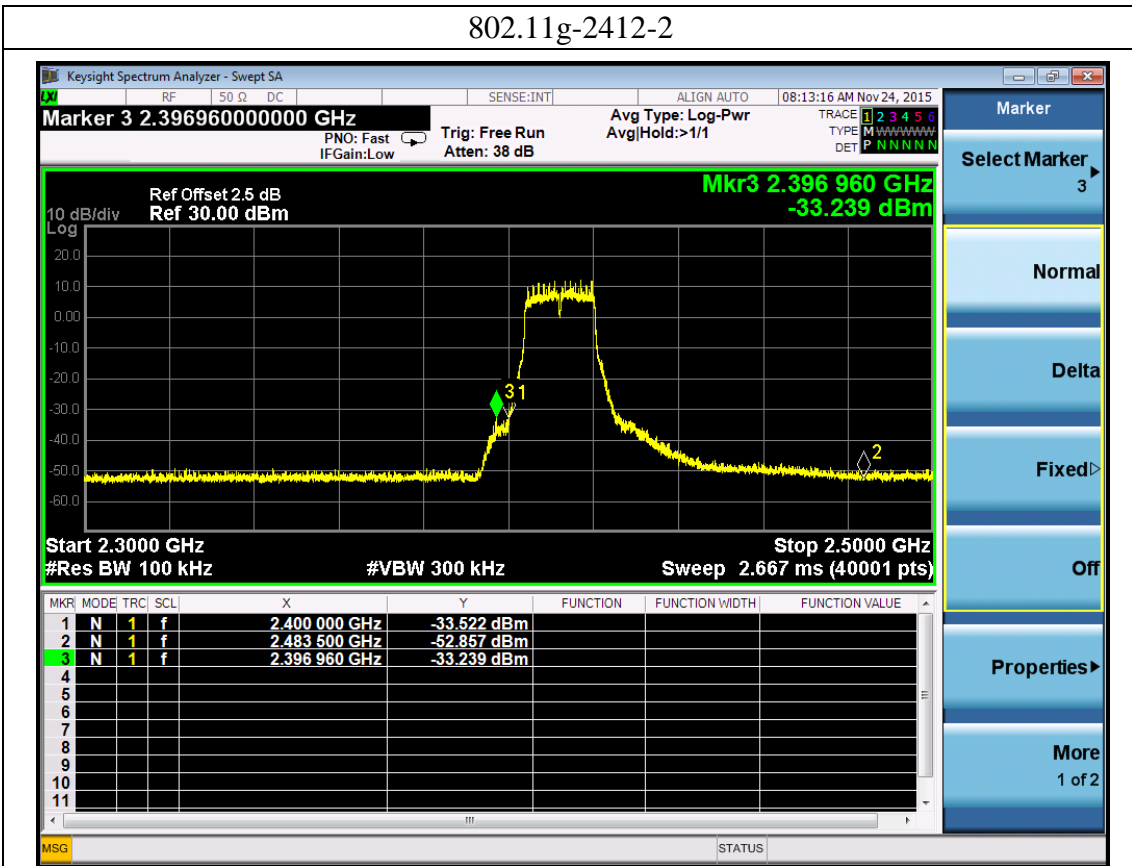 802.11g-2412-2
Keysight Spectrum Analyzer - Swept SA
LXI RF 50 Ω DC SENSE:INT ALIGN AUTO 08:13:16 AM Nov 24, 2015
Marker 3 2.396960000000 GHz
PNO: Fast
IFGain:Low
Trig: Free Run
Atten: 38 dB
Avg Type: Log-Pwr
Avg|Hold:>1/1
TRACE 1 2 3 4 5 6
TYPE M WWWWW
DET P N N N N N
Mkr3 2.396 960 GHz
-33.239 dBm
Ref Offset 2.5 dB
10 dB/div Ref 30.00 dBm
Log
20.0
10.0
0.00
-10.0
-20.0
-30.0
-40.0
-50.0
-60.0
3 1
2
Start 2.3000 GHz Stop 2.5000 GHz
#Res BW 100 kHz #VBW 300 kHz Sweep 2.667 ms (40001 pts)
MKR MODE TRC SCL X Y FUNCTION FUNCTION WIDTH FUNCTION VALUE
1 N 1 f 2.400 000 GHz -33.522 dBm
2 N 1 f 2.483 500 GHz -52.857 dBm
3 N 1 f 2.396 960 GHz -33.239 dBm
4
5
6
7
8
9
10
11
MSG STATUS
Marker
Select Marker
3
Normal
Delta
Fixed
Off
Properties
More
1 of 2